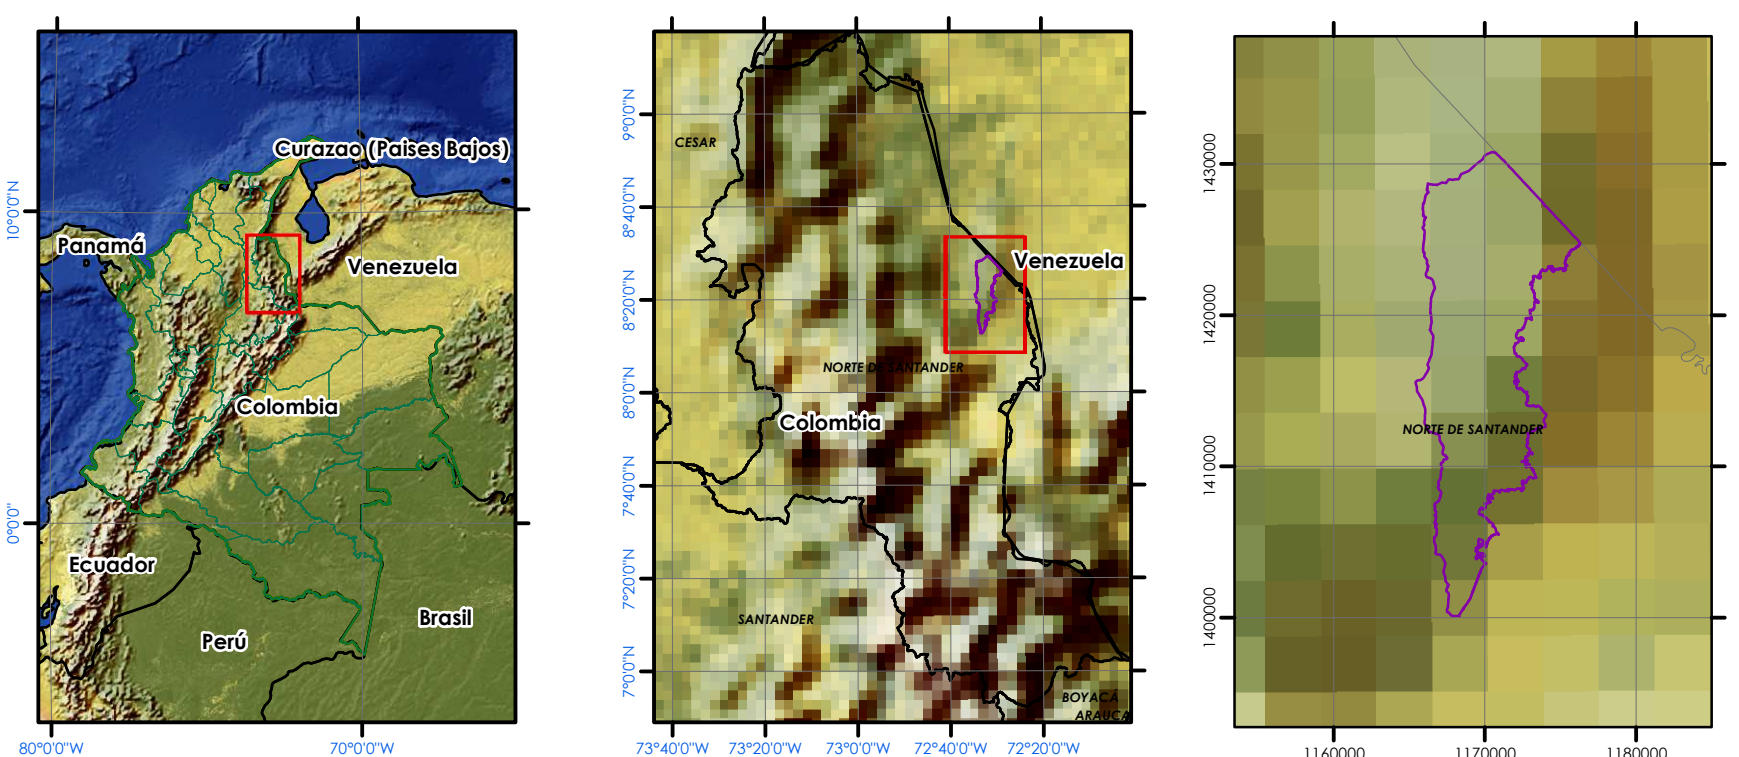 Curazao (Paises Bajos)
Panamá
Venezuela
Colombia
Ecuador
Perú
Brasil
10°0'0"N
0°0'0"
80°0'0"W
70°0'0"W
CESAR
Venezuela
NORTE DE SANTANDER
Colombia
SANTANDER
BOYACÁ
ARAUCA
9°0'0"N
8°40'0"N
8°20'0"N
8°0'0"N
7°40'0"N
7°20'0"N
7°0'0"N
73°40'0"W
73°20'0"W
73°0'0"W
72°40'0"W
72°20'0"W
NORTE DE SANTANDER
1430000
1420000
1410000
1400000
1160000
1170000
1180000